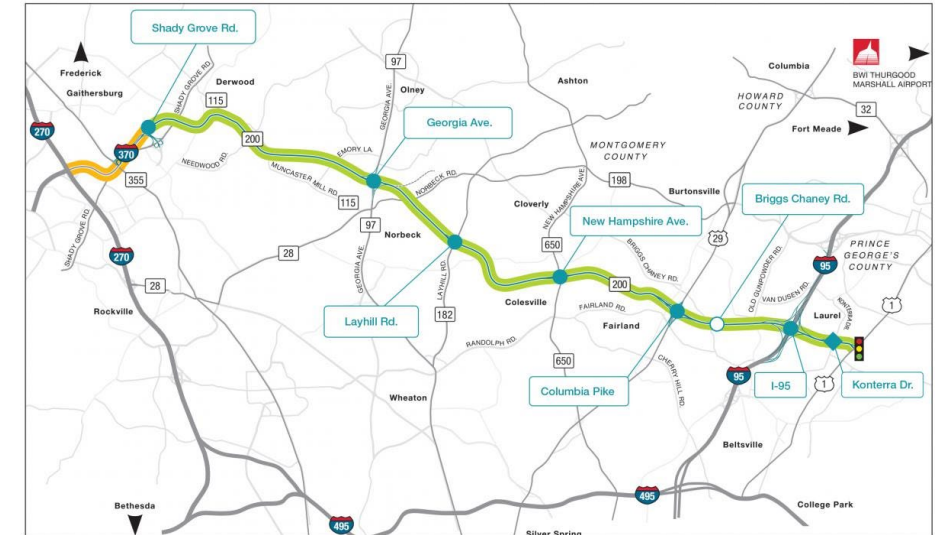 Shady Grove Rd.
97
Columbia
BWI THURGOOD
MARSHALL AIRPORT
Frederick
Gaithersburg
SHADY GROVE RD.
Derwood
Olney
GEORGIA AVE.
Ashton
HOWARD
COUNTY
32
115
270
Georgia Ave.
Fort Meade
200
370
EMORY LA.
MONTGOMERY
COUNTY
NEEDWOOD RD.
355
MUNCASTER MILL RD.
NORBECK RD.
198
Burtonsville
115
Cloverly
NEW HAMPSHIRE AVE.
Briggs Chaney Rd.
97
Norbeck
New Hampshire Ave.
29
SHADY GROVE RD.
270
28
650
BRIGGS CHANEY RD.
OLD GUNPOWDER RD.
PRINCE
GEORGE'S
COUNTY
95
GEORGIA AVE.
LAYHILL RD.
28
200
VAN DUSEN RD.
Colesville
FAIRLAND RD.
KONTERRA DR.
1
Rockville
Layhill Rd.
182
Fairland
Laurel
RANDOLPH RD.
650
CHERRY HILL RD.
95
1
Columbia Pike
I-95
Konterra Dr.
Wheaton
Beltsville
495
Bethesda
College Park
495
Silver Spring